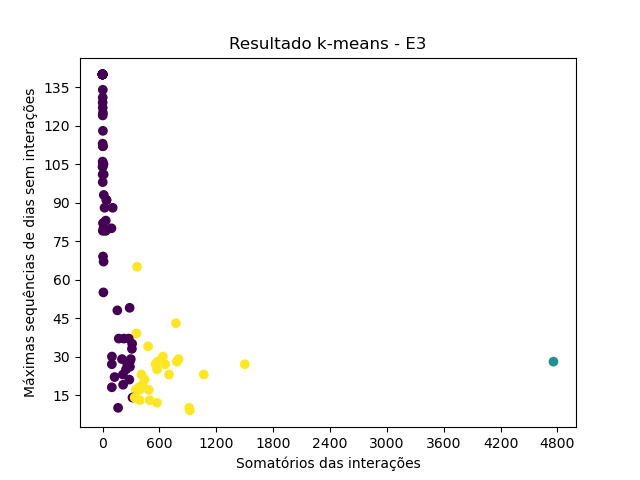 Resultado k-means - E3
135
120
105
90
75
60
45
30
15
Máximas sequências de dias sem interações
0 600 1200 1800 2400 3000 3600 4200 4800
Somatórios das interações